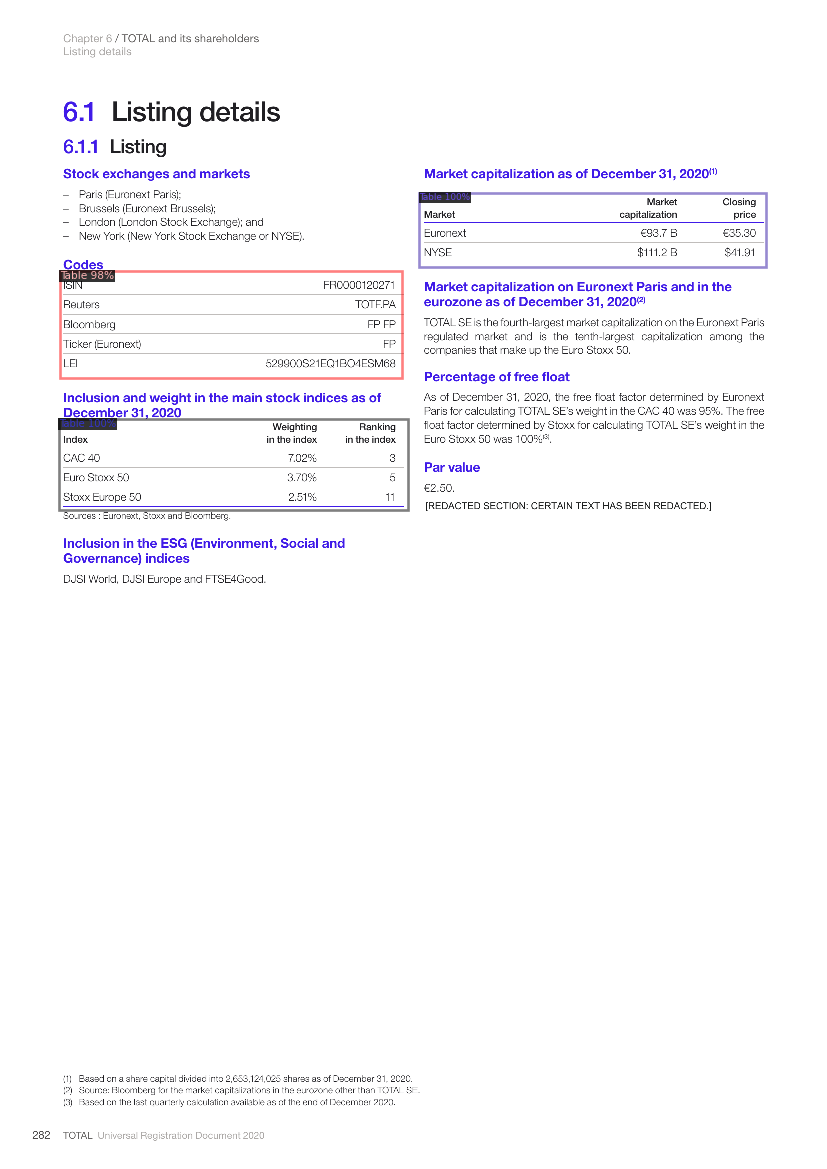 Chapter 6 / TOTAL and its shareholders
Listing details
6.1 Listing details
6.1.1 Listing
Stock exchanges and markets
– Paris (Euronext Paris);
– Brussels (Euronext Brussels);
– London (London Stock Exchange); and
– New York (New York Stock Exchange or NYSE).
Codes
Table 98%
ISIN FR0000120271
Reuters TOTF.PA
Bloomberg FP FP
Ticker (Euronext) FP
LEI 529900S21EQ1BO4ESM68
Inclusion and weight in the main stock indices as of
December 31, 2020
Table 100%
Weighting Ranking
Index in the index in the index
CAC 40 7.02% 3
Euro Stoxx 50 3.70% 5
Stoxx Europe 50 2.51% 11
Sources : Euronext, Stoxx and Bloomberg.
Inclusion in the ESG (Environment, Social and
Governance) indices
DJSI World, DJSI Europe and FTSE4Good.
Market capitalization as of December 31, 2020(1)
Table 100%
Market Closing
Market capitalization price
Euronext €93.7 B €35.30
NYSE $111.2 B $41.91
Market capitalization on Euronext Paris and in the
eurozone as of December 31, 2020(2)
TOTAL SE is the fourth-largest market capitalization on the Euronext Paris
regulated market and is the tenth-largest capitalization among the
companies that make up the Euro Stoxx 50.
Percentage of free float
As of December 31, 2020, the free float factor determined by Euronext
Paris for calculating TOTAL SE's weight in the CAC 40 was 95%. The free
float factor determined by Stoxx for calculating TOTAL SE's weight in the
Euro Stoxx 50 was 100%(3).
Par value
€2.50.
[REDACTED SECTION: CERTAIN TEXT HAS BEEN REDACTED.]
(1) Based on a share capital divided into 2,653,124,025 shares as of December 31, 2020.
(2) Source: Bloomberg for the market capitalizations in the eurozone other than TOTAL SE.
(3) Based on the last quarterly calculation available as of the end of December 2020.
282 TOTAL Universal Registration Document 2020